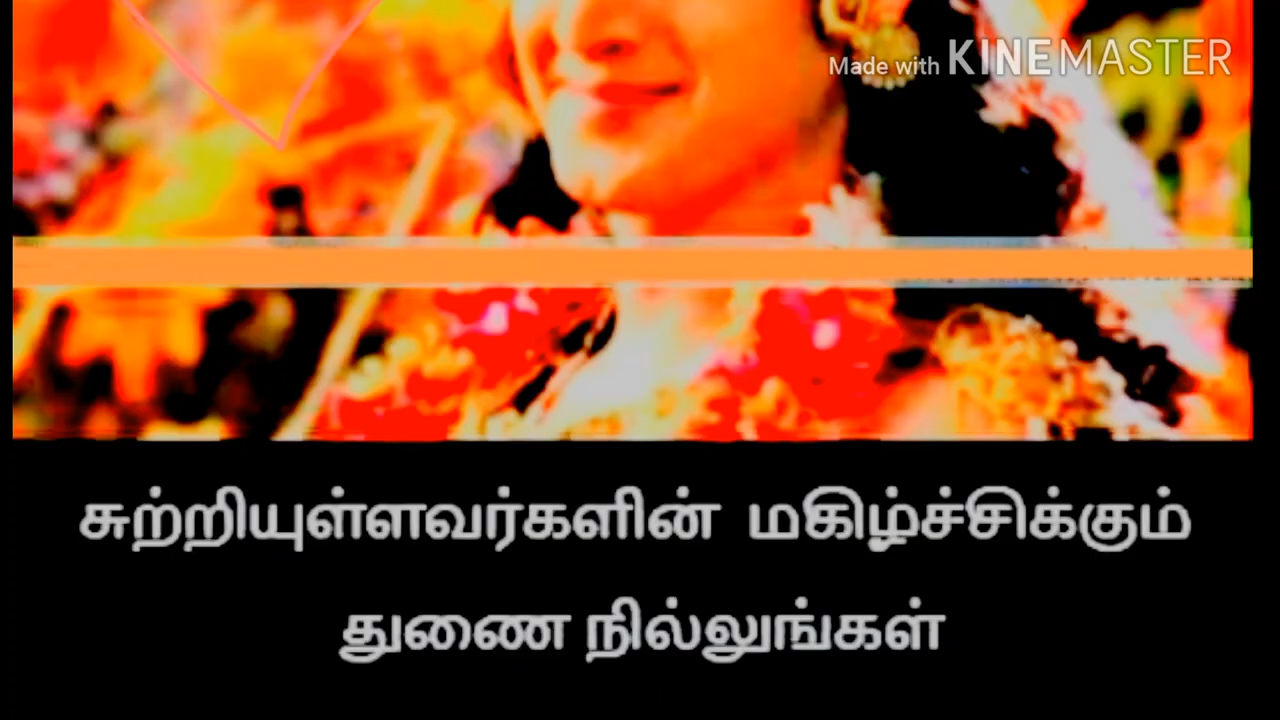 Made with KINEMASTER
சுற்றியுள்ளவர்களின் மகிழ்ச்சிக்கும்
துணை நில்லுங்கள்